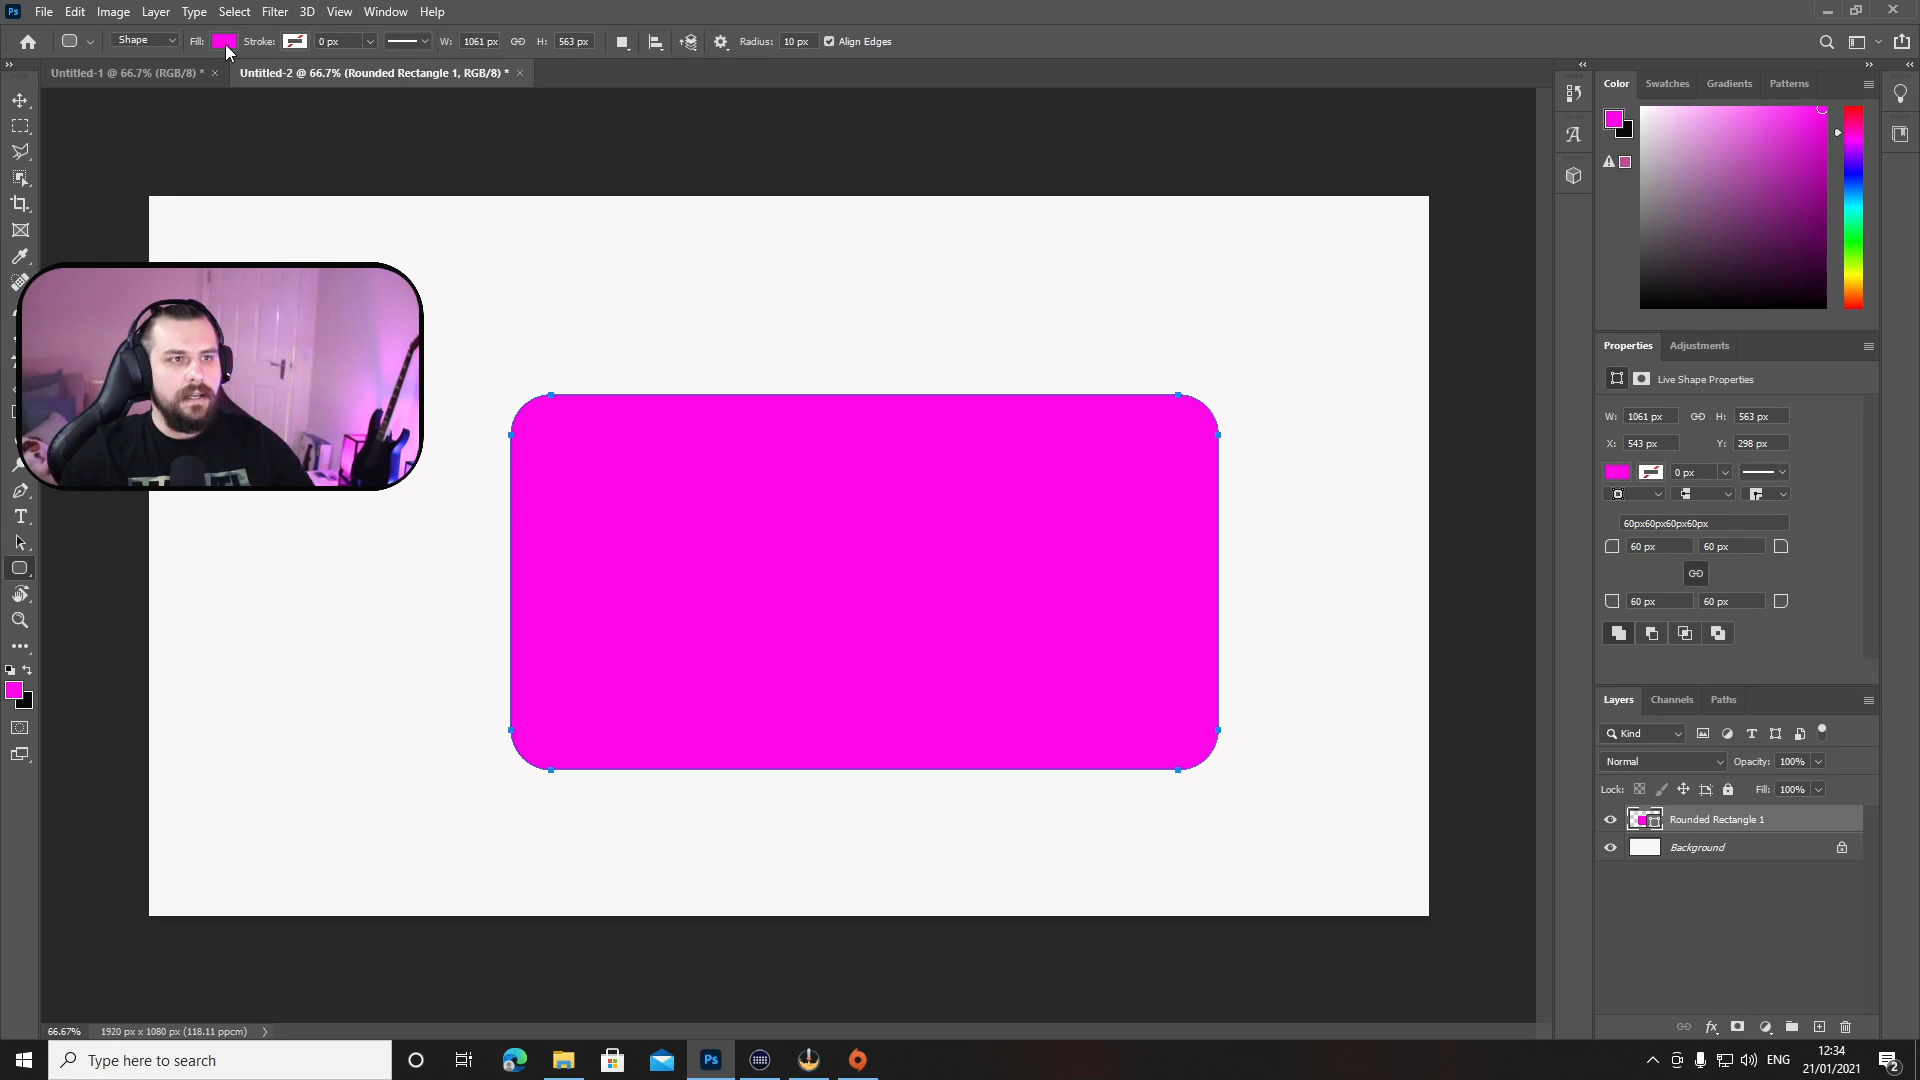 Ps File Edit Image Layer Type Select Filter 3D View Window Help
Shape Fill: Stroke: 0 px W: 1061 px H: 563 px Radius: 10 px Align Edges
Untitled-1 @ 66.7% (RGB/8) * × Untitled-2 @ 66.7% (Rounded Rectangle 1, RGB/8) * ×
Color Swatches Gradients Patterns
Properties Adjustments
Live Shape Properties
W: 1061 px H: 563 px
X: 543 px Y: 298 px
0 px
60px60px60px60px
60 px 60 px
60 px 60 px
Layers Channels Paths
Kind
Normal Opacity: 100%
Lock: Fill: 100%
Rounded Rectangle 1
Background
fx
66.67% 1920 px x 1080 px (118.11 ppcm)
Type here to search
Ps
ENG
12:34
21/01/2021
2